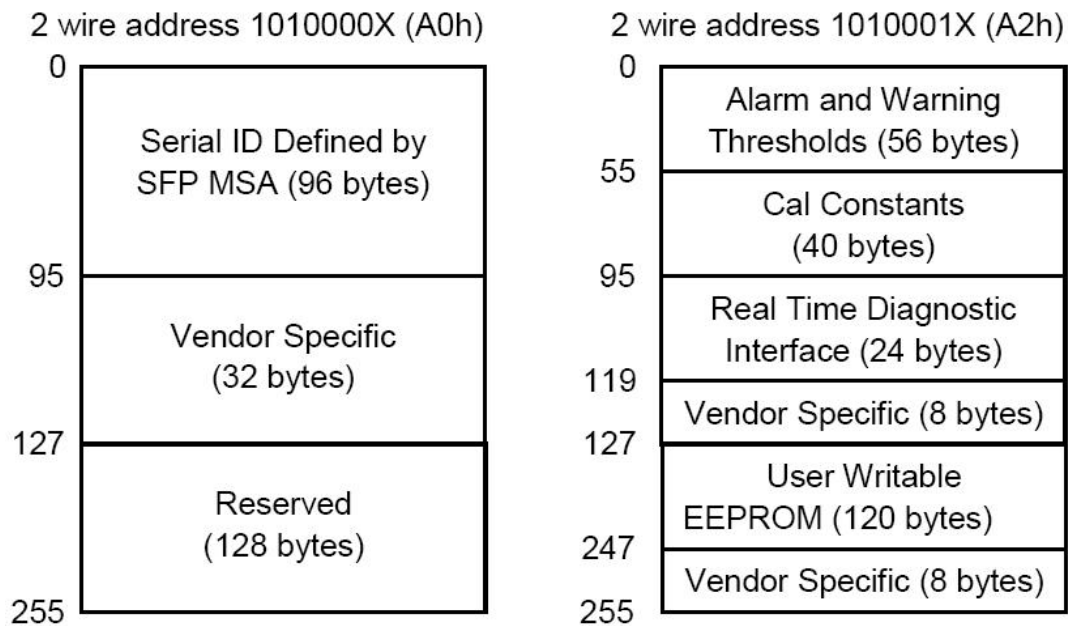 2 wire address 1010000X (A0h)
0
Serial ID Defined by
SFP MSA (96 bytes)
95
Vendor Specific
(32 bytes)
127
Reserved
(128 bytes)
255
2 wire address 1010001X (A2h)
0
Alarm and Warning
Thresholds (56 bytes)
55
Cal Constants
(40 bytes)
95
Real Time Diagnostic
Interface (24 bytes)
119
Vendor Specific (8 bytes)
127
User Writable
EEPROM (120 bytes)
247
Vendor Specific (8 bytes)
255